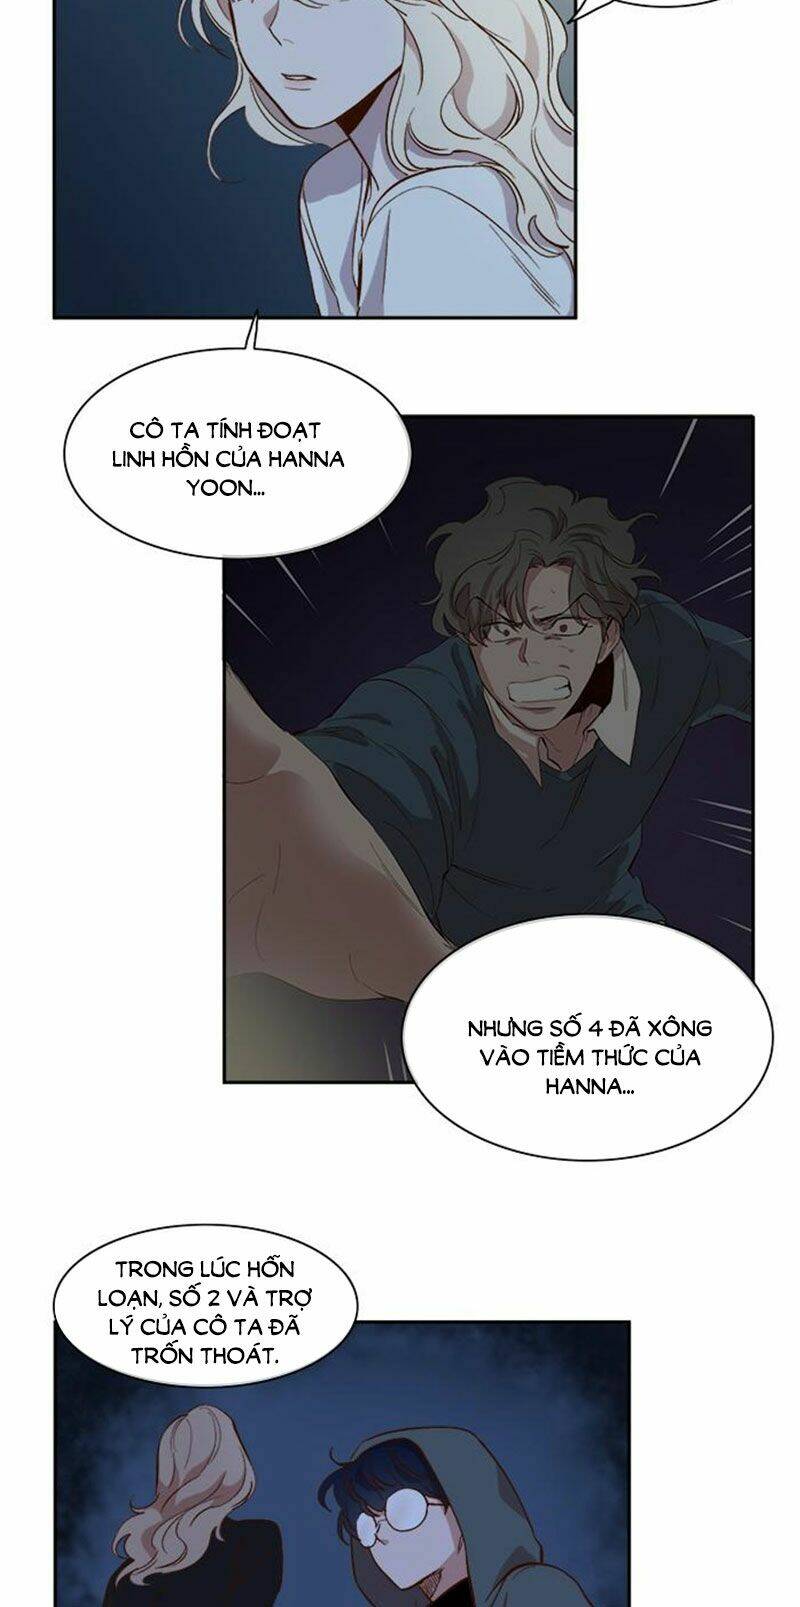 CÔ TA TÍNH ĐOẠT
LINH HỒN CỦA HANNA
YOON...
NHƯNG SỐ 4 ĐÃ XÔNG
VÀO TIỀM THỨC CỦA
HANNA...
TRONG LÚC HỖN
LOẠN, SỐ 2 VÀ TRỢ
LÝ CỦA CÔ TA ĐÃ
TRỐN THOÁT.